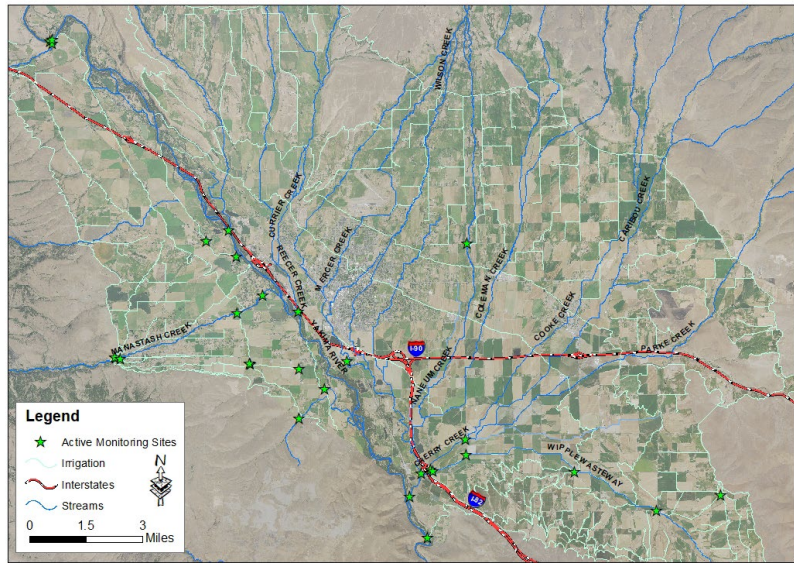 WILSON CREEK
CURRIER CREEK
REECER CREEK
MERCER CREEK
CARIBOU CREEK
COLEMAN CREEK
COOKE CREEK
PARKE CREEK
MANASTASH CREEK
YAKIMA RIVER
I-90
NANEUM CREEK
CHERRY CREEK
WIPPLEWASTEWAY
I-82
Legend
Active Monitoring Sites
Irrigation
Interstates
Streams
N
0 1.5 3
Miles